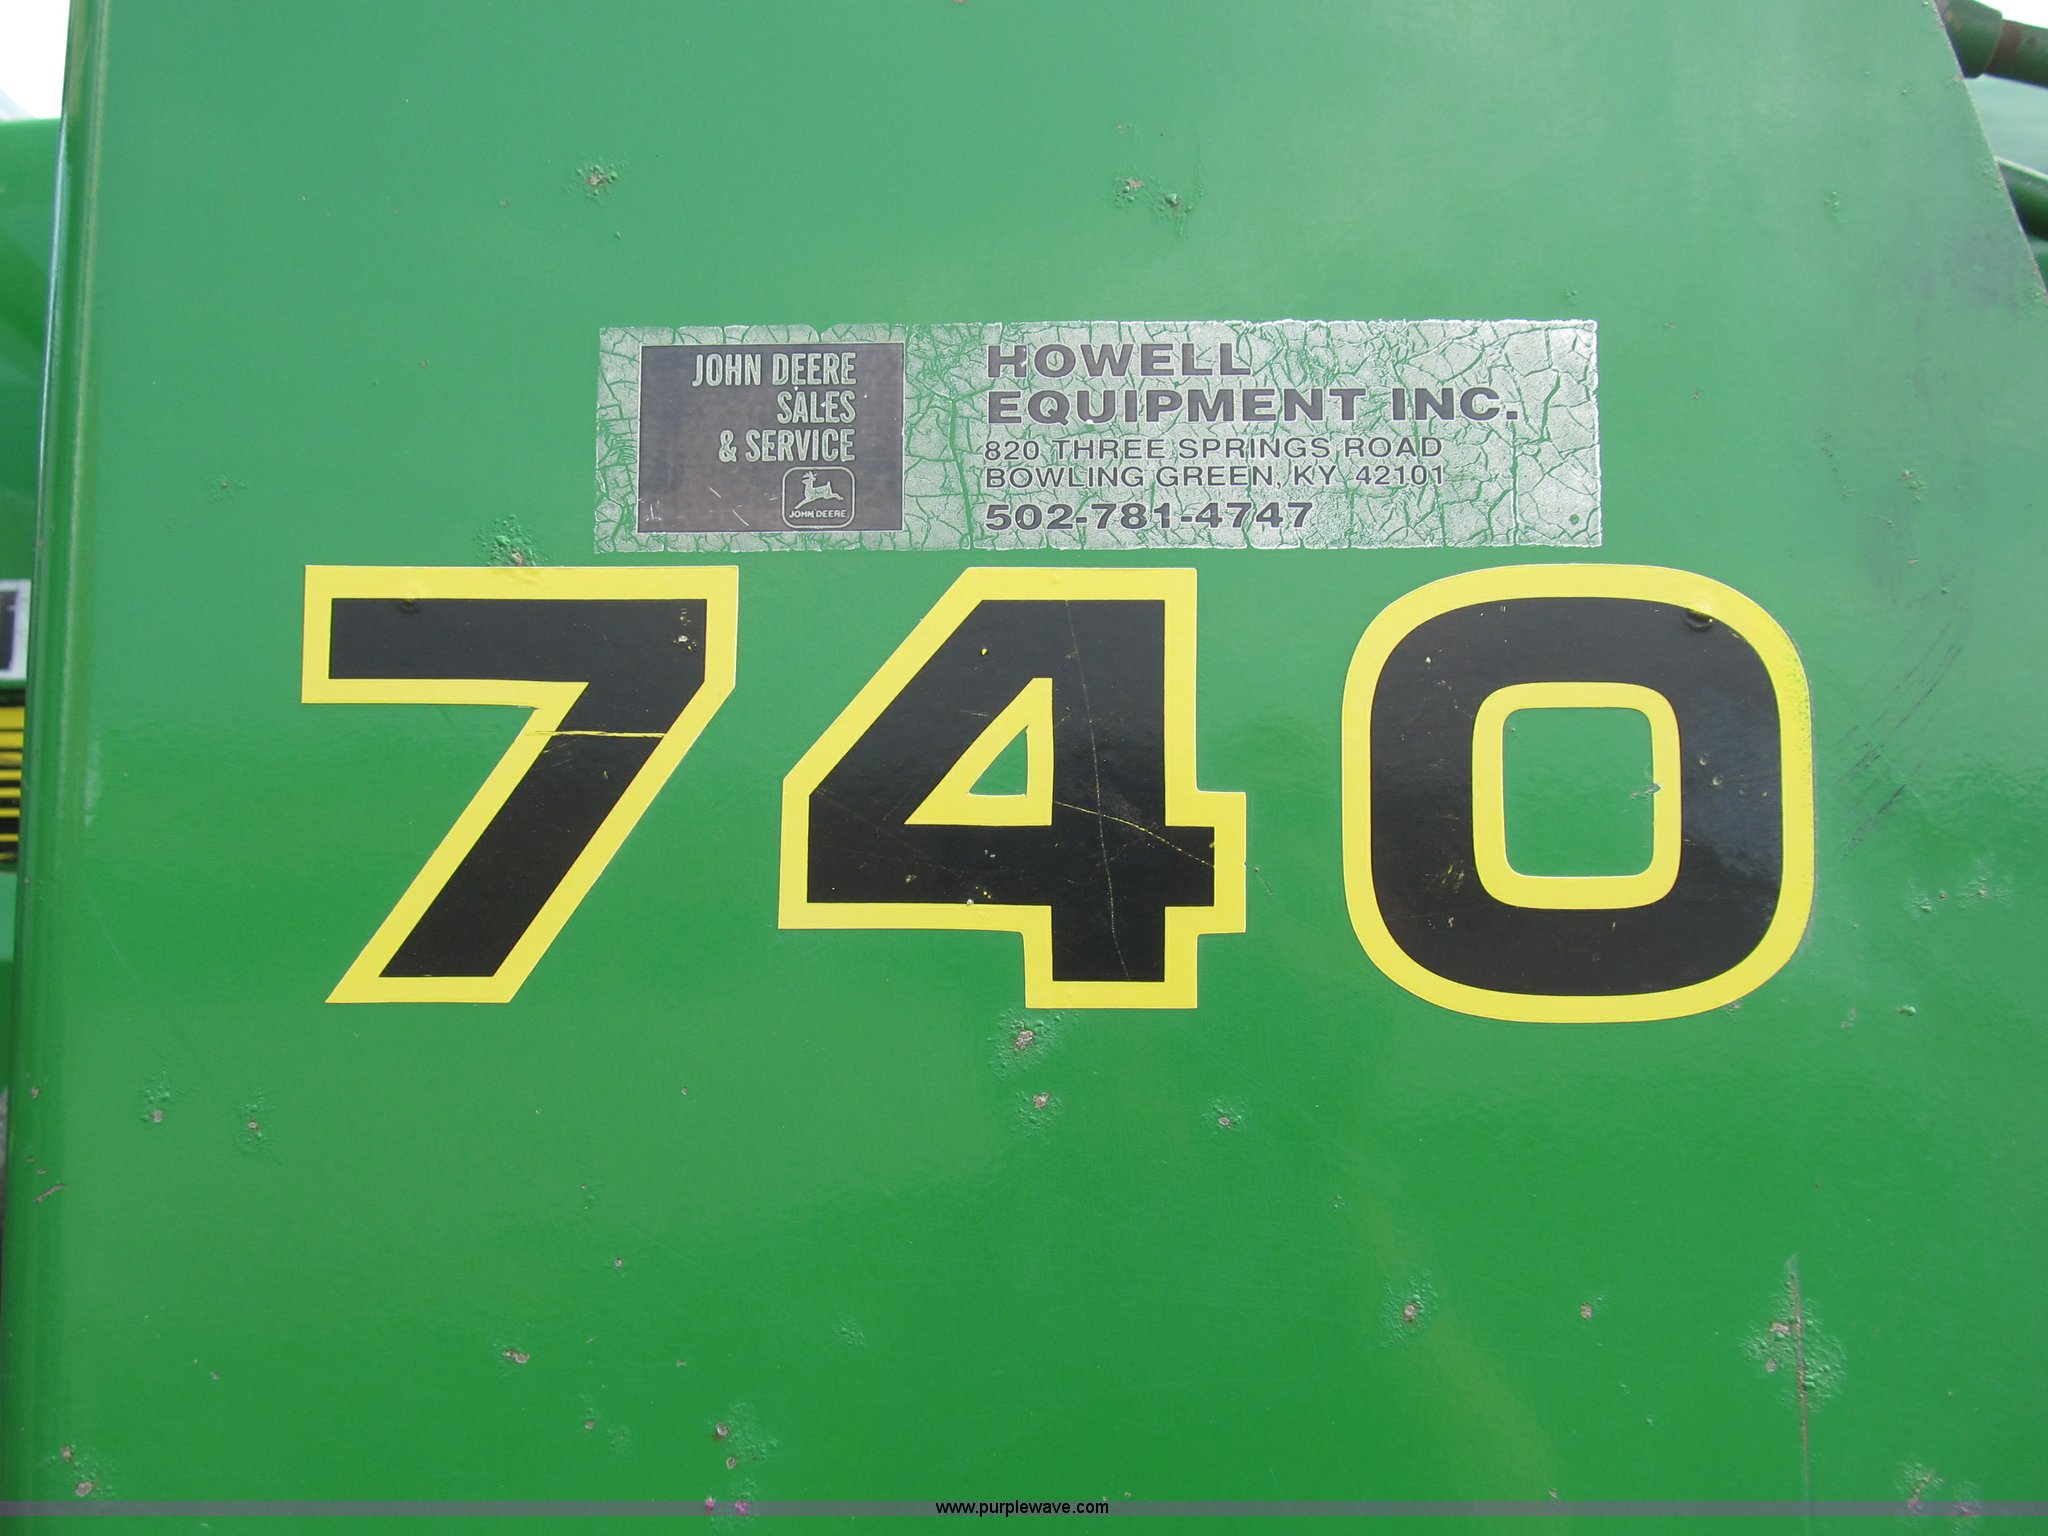 JOHN DEERE
SALES
& SERVICE
JOHN DEERE
HOWELL
EQUIPMENT INC.
820 THREE SPRINGS ROAD
BOWLING GREEN, KY 42101
502-781-4747
740
www.purplewave.com